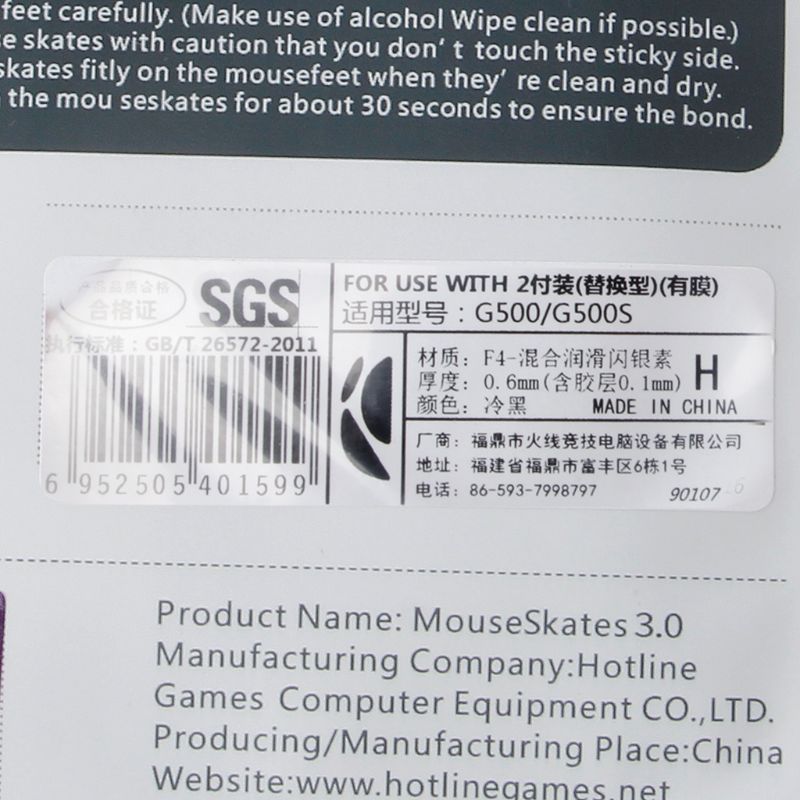 feet carefully. (Make use of alcohol Wipe clean if possible.)
se skates with caution that you don't touch the sticky side.
skates fitly on the mousefeet when they're clean and dry.
the mou seskates for about 30 seconds to ensure the bond.
产品品质合格
合格证
SGS
执行标准：GB/T 26572-2011
6 952505 401599
FOR USE WITH 2付装(替换型)(有膜)
适用型号：G500/G500S
材质：F4-混合润滑闪银素
厚度：0.6mm(含胶层0.1mm)
H
颜色：冷黑 MADE IN CHINA
厂商：福鼎市火线竞技电脑设备有限公司
地址：福建省福鼎市富丰区6栋1号
电话：86-593-7998797
90107
Product Name: MouseSkates 3.0
Manufacturing Company:Hotline
Games Computer Equipment CO.,LTD.
Producing/Manufacturing Place:China
Website:www.hotlinegames.net